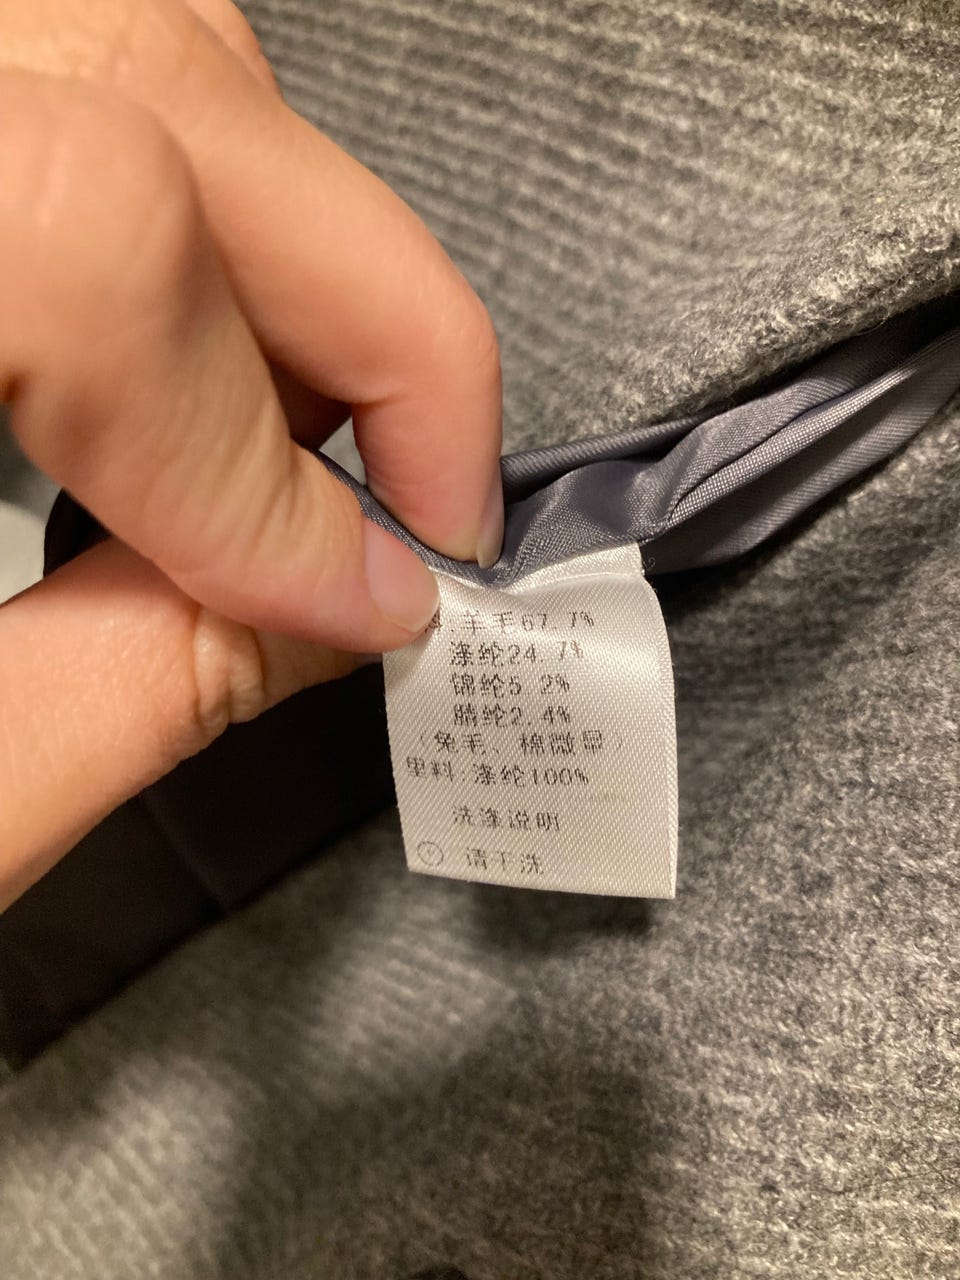 羊毛67.7%
涤纶24.7%
锦纶5.2%
腈纶2.4%
（兔毛、棉微量）
里料:涤纶100%
洗涤说明
请干洗